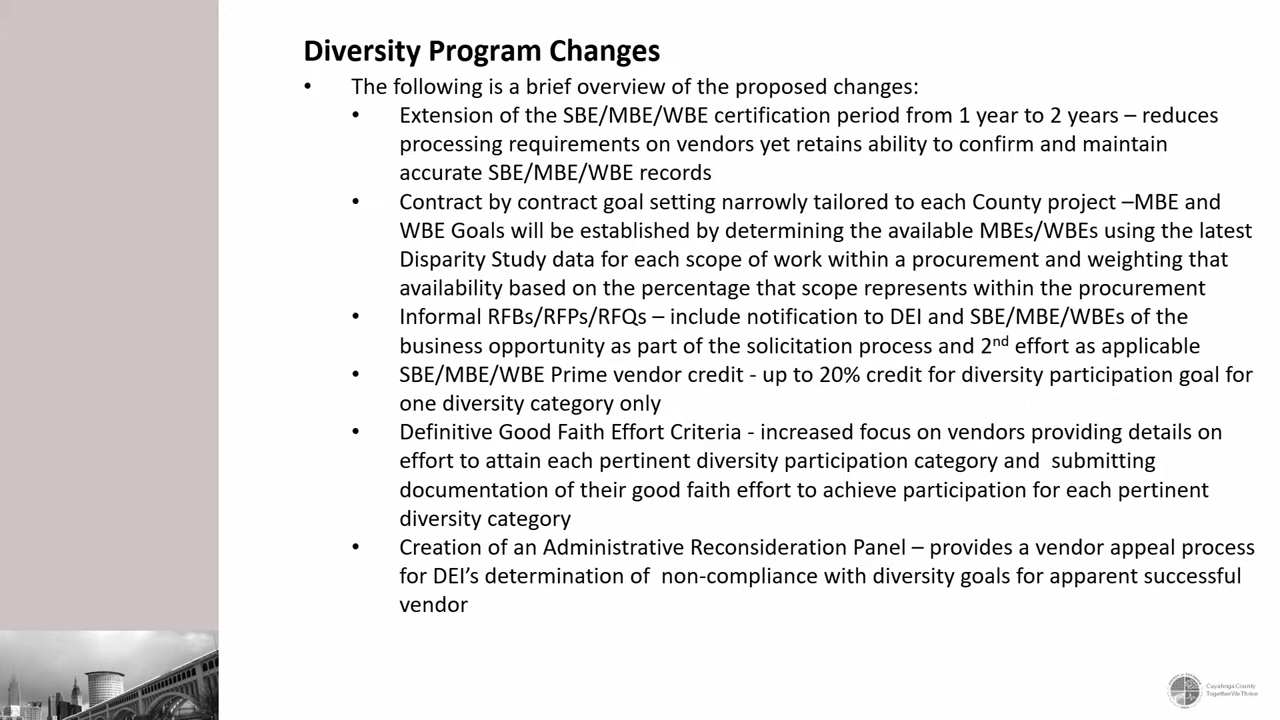 Diversity Program Changes
• The following is a brief overview of the proposed changes:
• Extension of the SBE/MBE/WBE certification period from 1 year to 2 years – reduces
processing requirements on vendors yet retains ability to confirm and maintain
accurate SBE/MBE/WBE records
• Contract by contract goal setting narrowly tailored to each County project –MBE and
WBE Goals will be established by determining the available MBEs/WBEs using the latest
Disparity Study data for each scope of work within a procurement and weighting that
availability based on the percentage that scope represents within the procurement
• Informal RFBs/RFPs/RFQs – include notification to DEI and SBE/MBE/WBEs of the
business opportunity as part of the solicitation process and 2nd effort as applicable
• SBE/MBE/WBE Prime vendor credit - up to 20% credit for diversity participation goal for
one diversity category only
• Definitive Good Faith Effort Criteria - increased focus on vendors providing details on
effort to attain each pertinent diversity participation category and  submitting
documentation of their good faith effort to achieve participation for each pertinent
diversity category
• Creation of an Administrative Reconsideration Panel – provides a vendor appeal process
for DEI’s determination of  non-compliance with diversity goals for apparent successful
vendor
Cuyahoga County
TogetherWeThrive